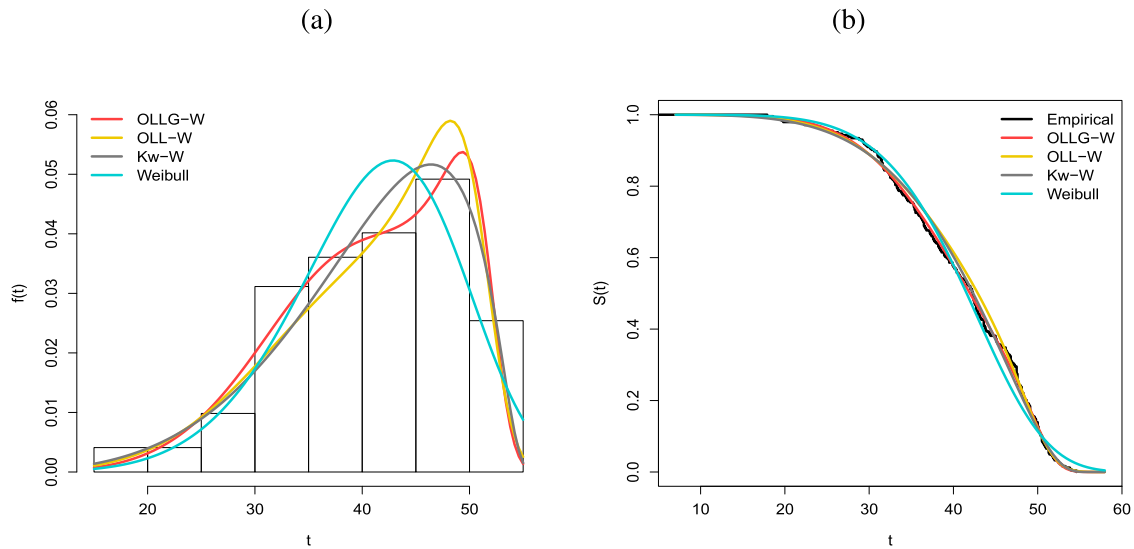 (a)
f(t)
0.00 0.01 0.02 0.03 0.04 0.05 0.06
OLLG−W
OLL−W
Kw−W
Weibull
20 30 40 50
t
(b)
S(t)
0.0 0.2 0.4 0.6 0.8 1.0
Empirical
OLLG−W
OLL−W
Kw−W
Weibull
10 20 30 40 50 60
t